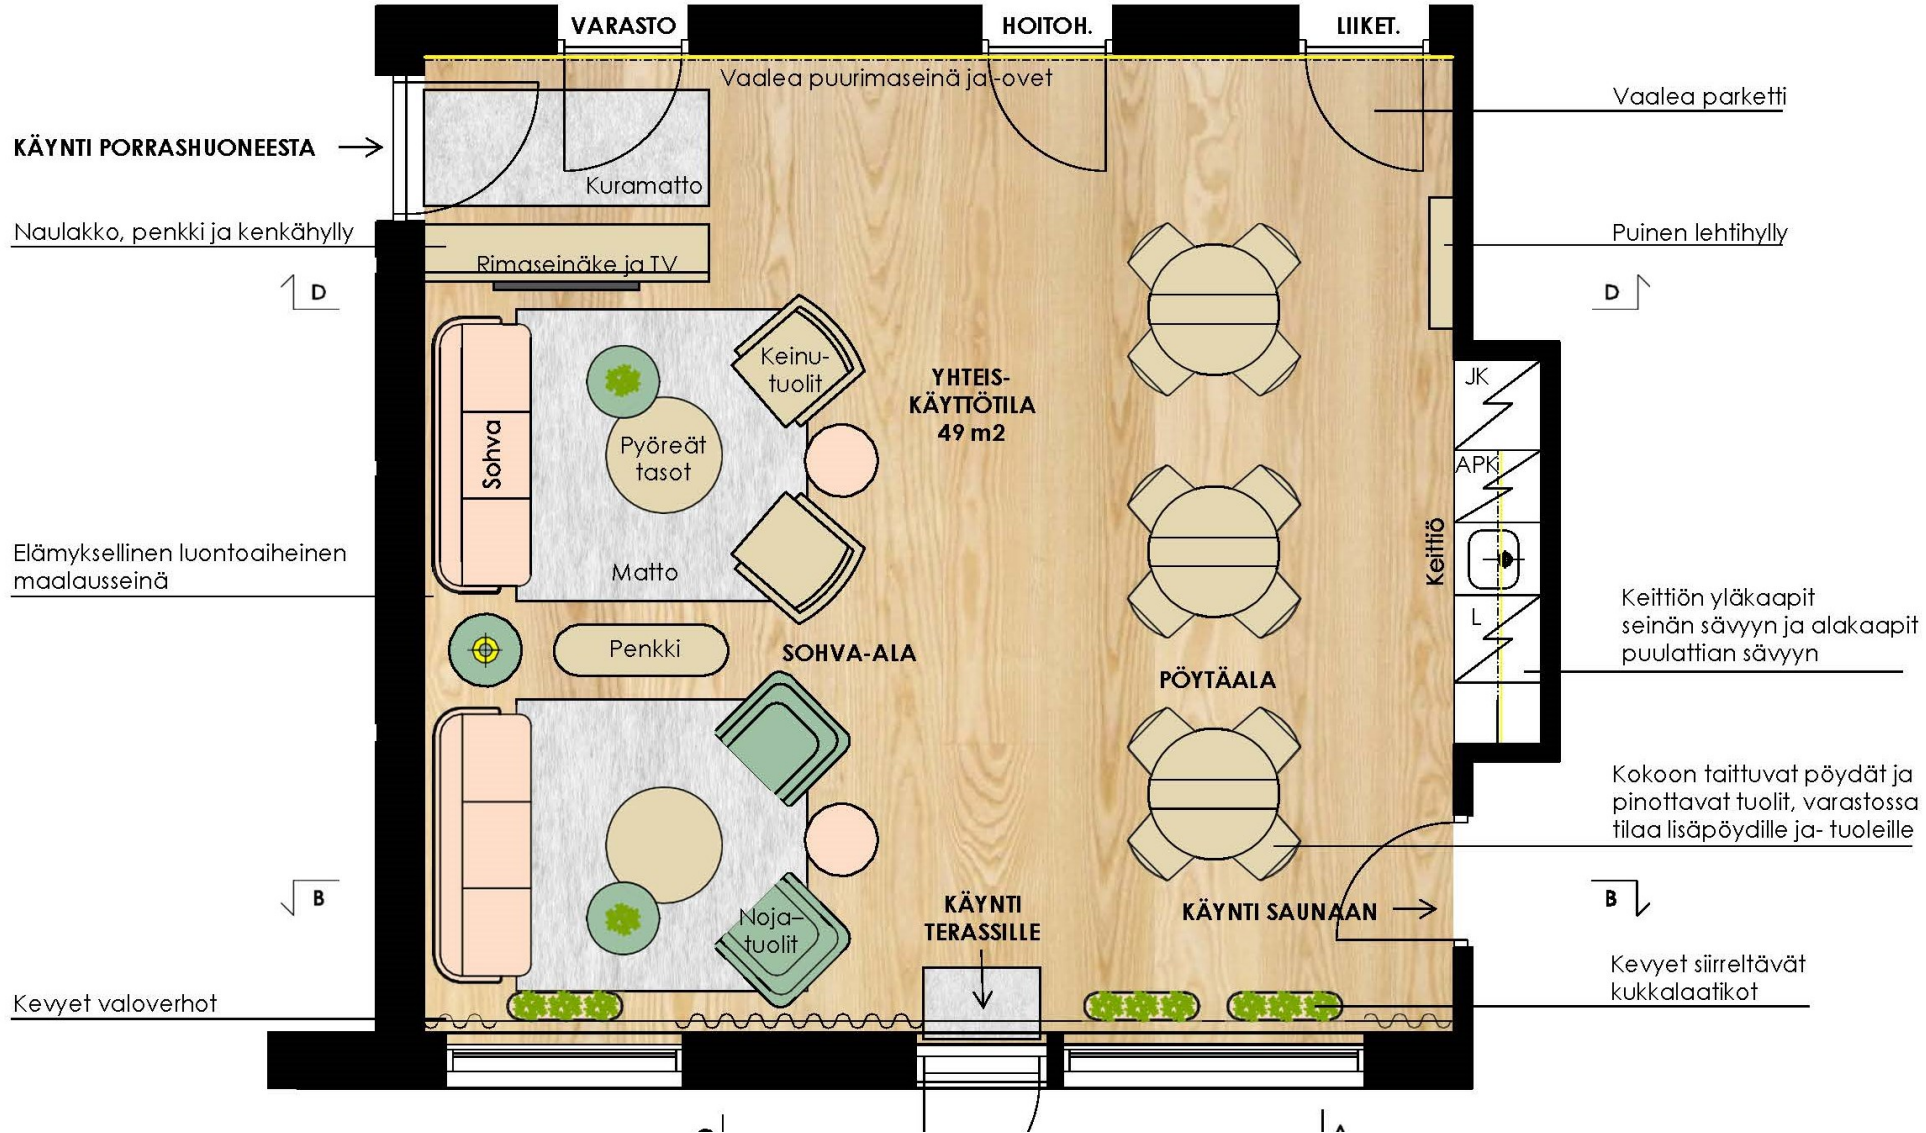 VARASTO
HOITOH.
LIIKET.
Vaalea puurimaseinä ja -ovet
Vaalea parketti
KÄYNTI PORRASHUONEESTA
Kuramatto
Naulakko, penkki ja kenkähylly
Puinen lehtihylly
Rimaseinäke ja TV
D
D
Keinu-
tuolit
YHTEIS-
KÄYTTÖTILA
49 m2
JK
Sohva
Pyöreät
tasot
APK
Keittiö
Elämyksellinen luontoaiheinen
maalausseinä
Matto
L
Keittiön yläkaapit
seinän sävyyn ja alakaapit
puulattian sävyyn
Penkki
SOHVA-ALA
PÖYTÄALA
Kokoon taittuvat pöydät ja
pinottavat tuolit, varastossa
tilaa lisäpöydille ja- tuoleille
B
B
Noja-
tuolit
KÄYNTI
TERASSILLE
KÄYNTI SAUNAAN
Kevyet siirreltävät
kukkalaatikot
Kevyet valoverhot